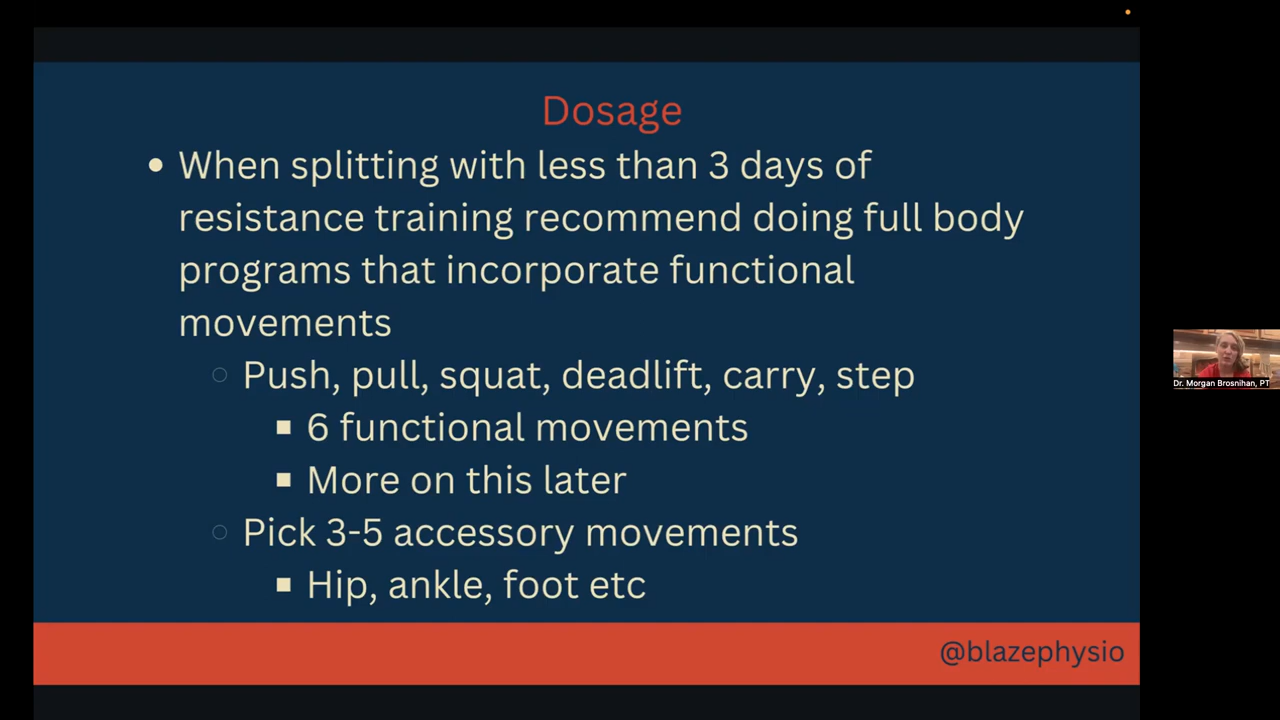 Dosage
When splitting with less than 3 days of
resistance training recommend doing full body
programs that incorporate functional
movements
Push, pull, squat, deadlift, carry, step
6 functional movements
More on this later
Pick 3-5 accessory movements
Hip, ankle, foot etc
@blazephysio
Dr. Morgan Brosnihan, PT